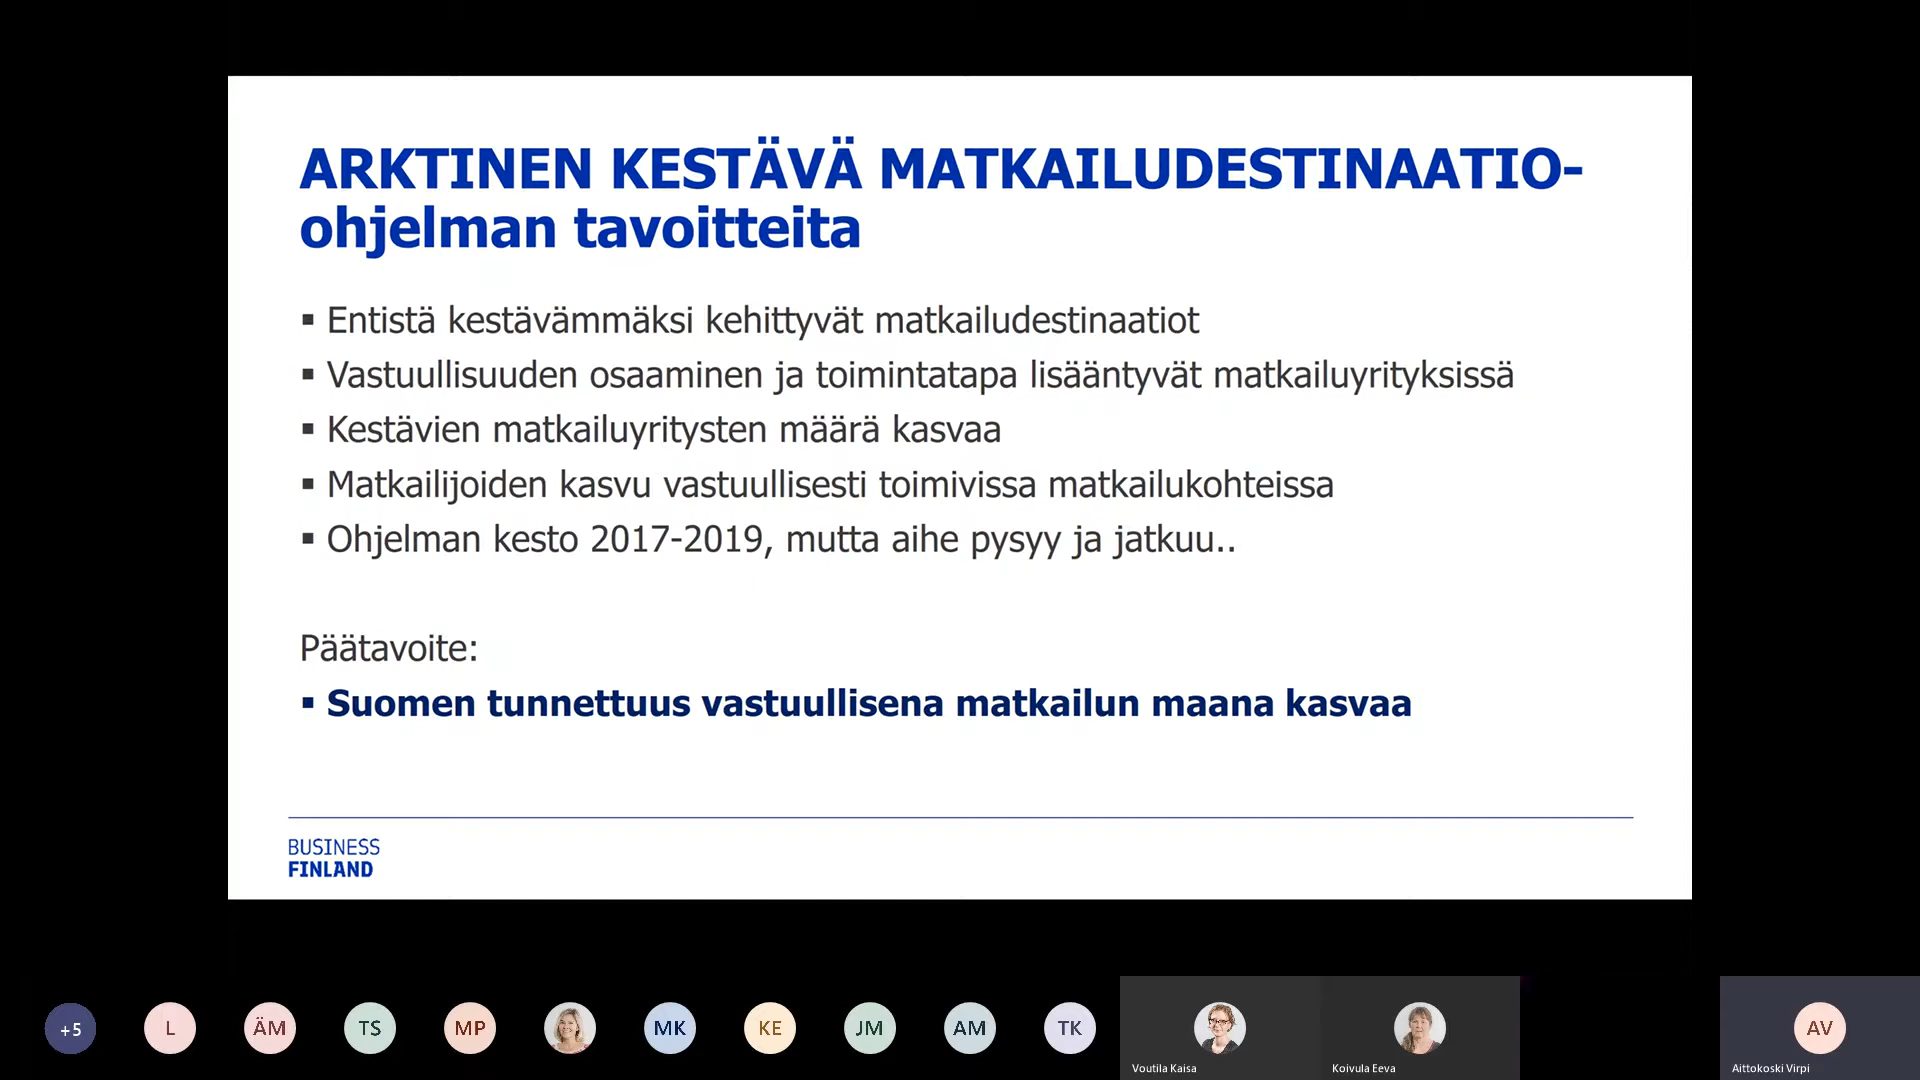 ARKTINEN KESTÄVÄ MATKAILUDESTINAATIO-
ohjelman tavoitteita
▪ Entistä kestävämmäksi kehittyvät matkailudestinaatiot
▪ Vastuullisuuden osaaminen ja toimintatapa lisääntyvät matkailuyrityksissä
▪ Kestävien matkailuyritysten määrä kasvaa
▪ Matkailijoiden kasvu vastuullisesti toimivissa matkailukohteissa
▪ Ohjelman kesto 2017-2019, mutta aihe pysyy ja jatkuu..
Päätavoite:
▪ Suomen tunnettuus vastuullisena matkailun maana kasvaa
BUSINESS
FINLAND
+5 L ÄM TS MP MK KE JM AM TK AV
Voutila Kaisa Koivula Eeva Aittokoski Virpi